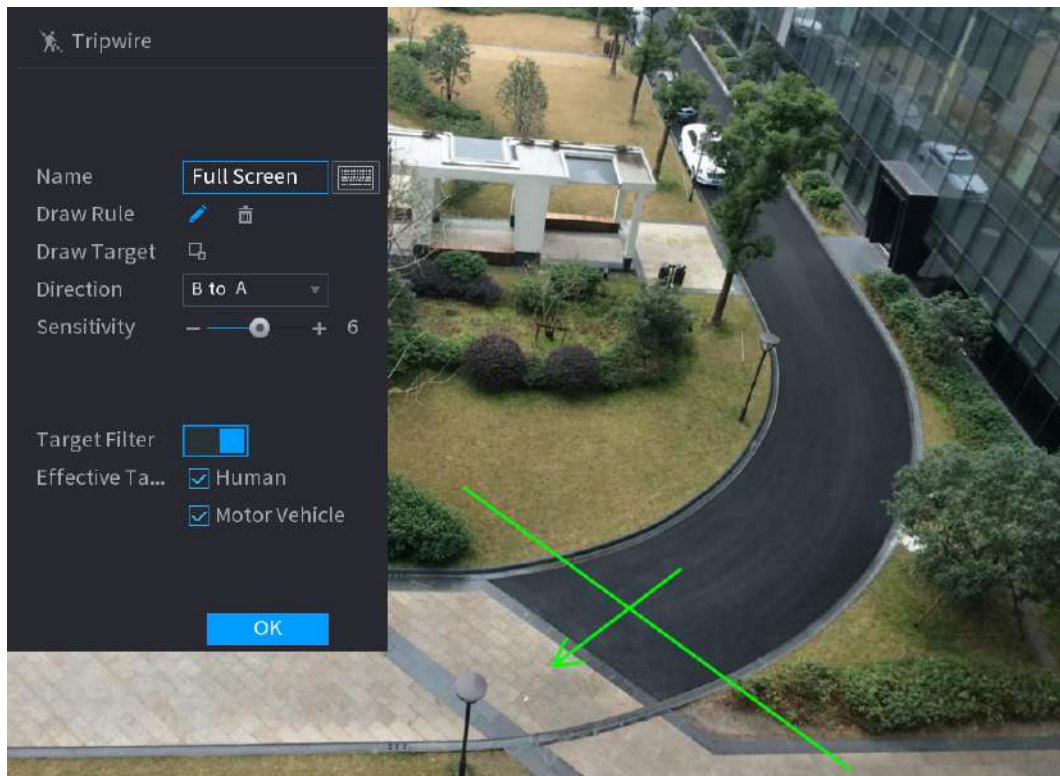 Tripwire
Name Full Screen
Draw Rule
Draw Target
Direction B to A
Sensitivity - + 6
Target Filter
Effective Ta... Human
Motor Vehicle
OK